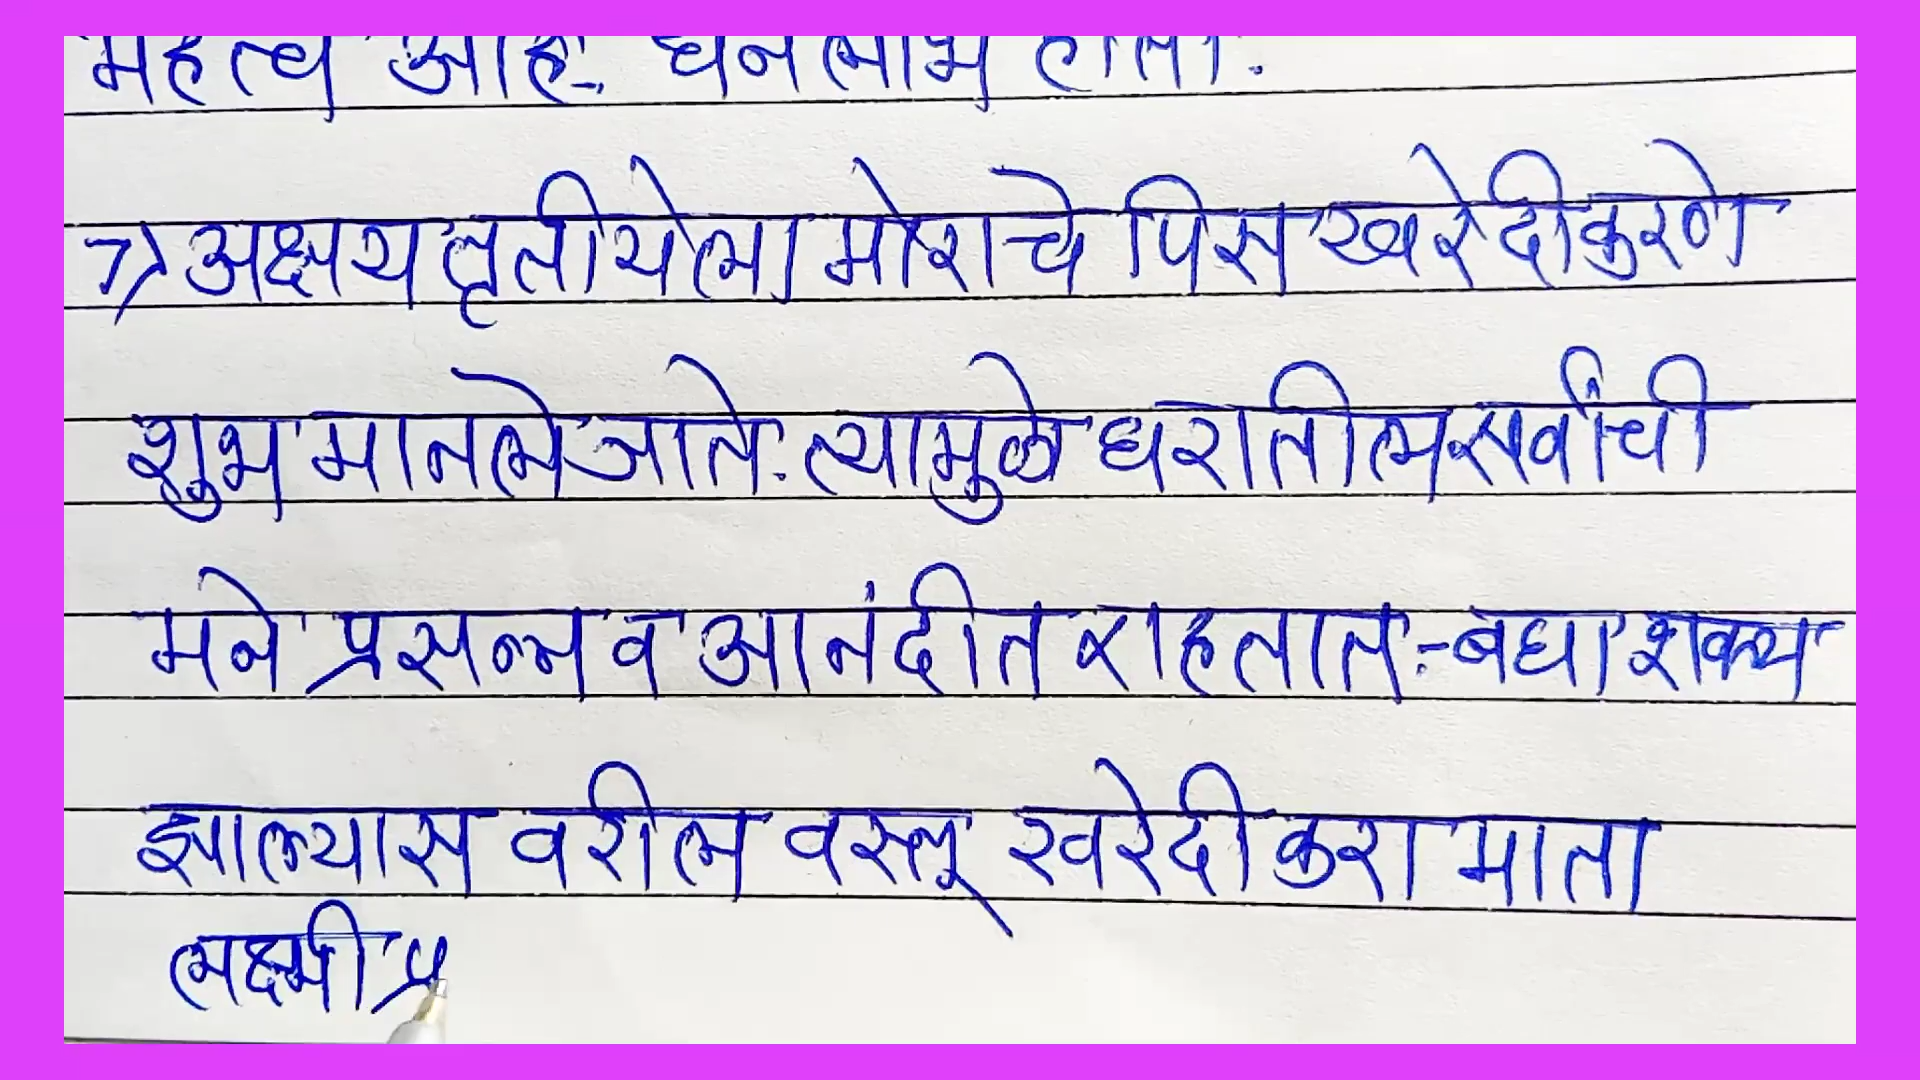 महत्व आहे. धनलाभ होतो.
७) अक्षय तृतीयेला मोराचे पिस खरेदी करणे
शुभ मानले जाते. त्यामुळे घरातील सर्वांची
मने प्रसन्न व आनंदीत राहतात.- बघा शक्य
झाल्यास वरील वस्तू खरेदी करा माता
लक्ष्मी प्र